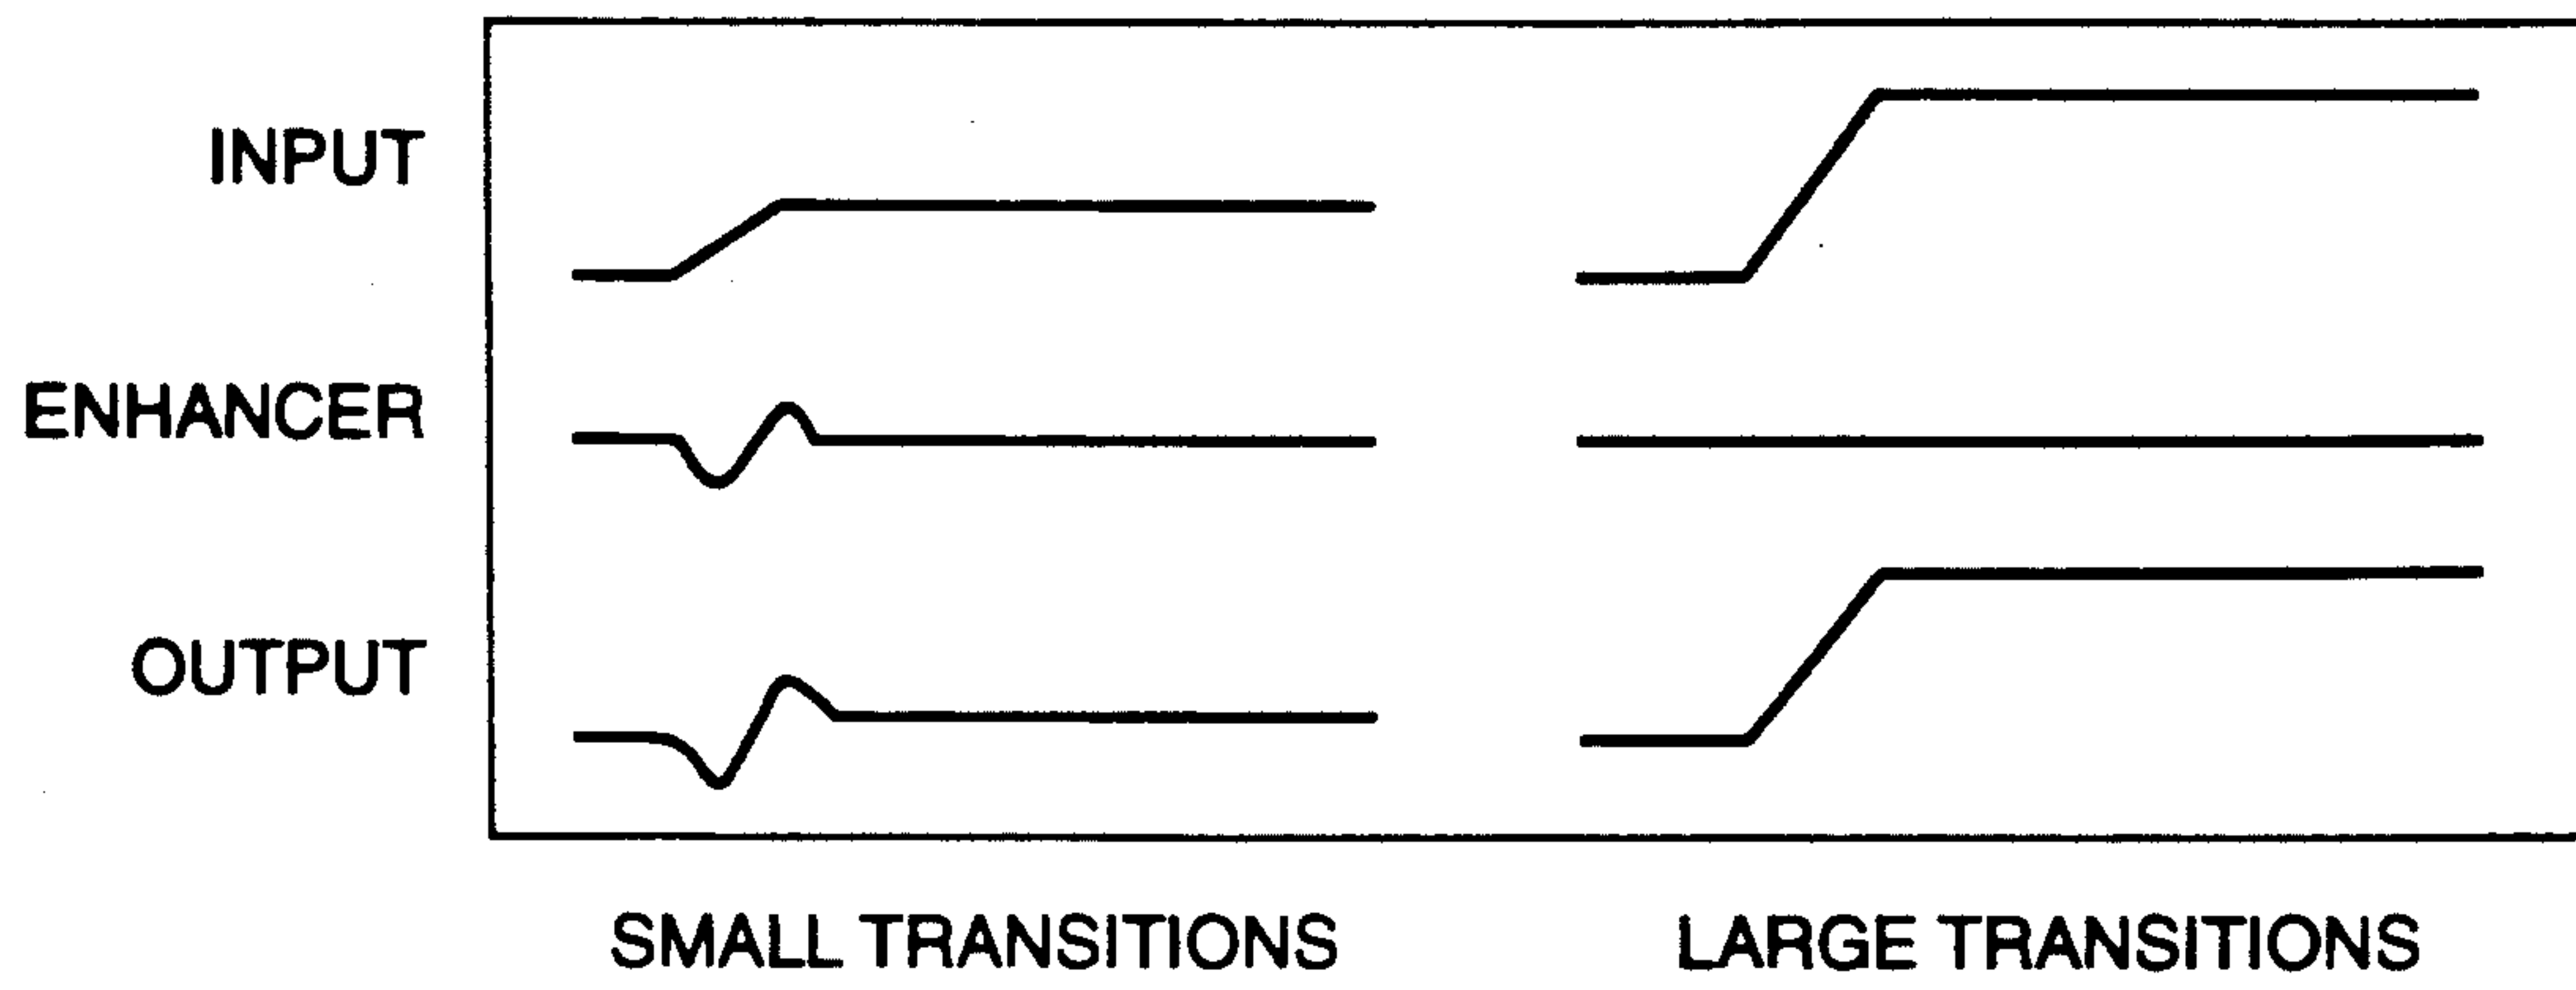 INPUT
ENHANCER
OUTPUT
SMALL TRANSITIONS
LARGE TRANSITIONS